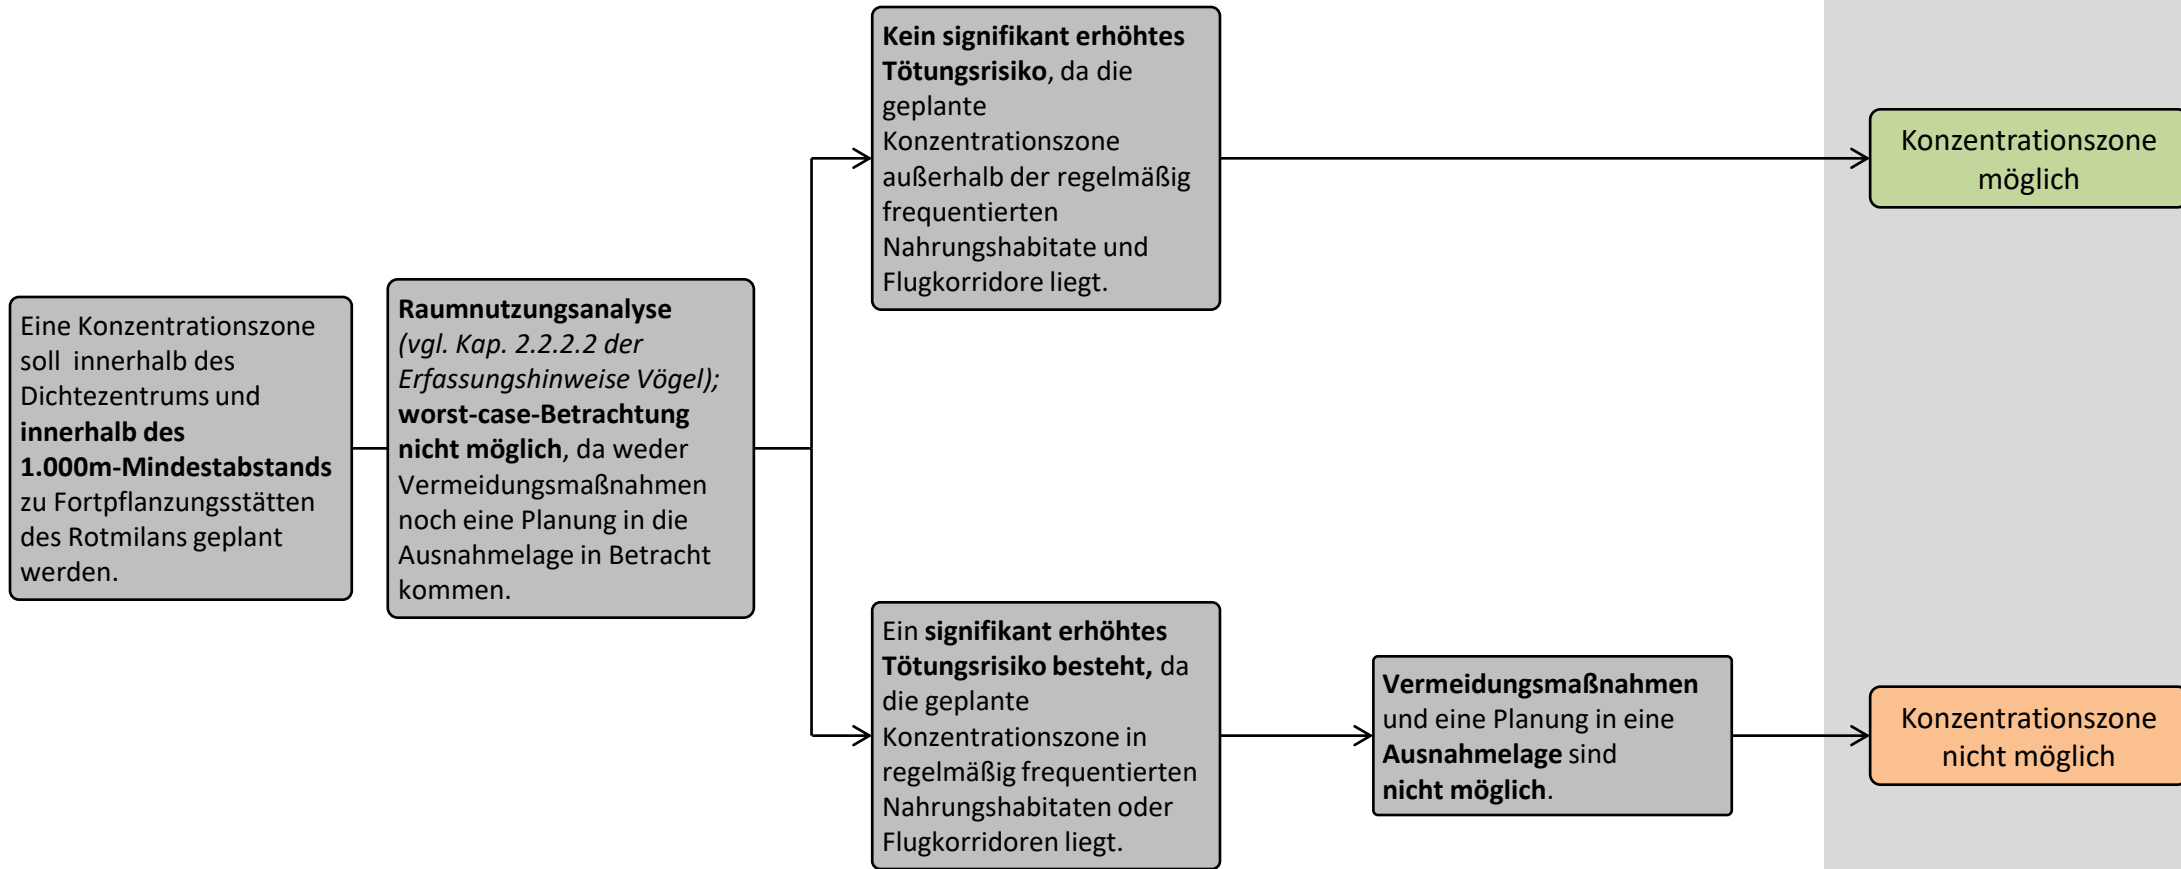 Eine Konzentrationszone
soll innerhalb des
Dichtezentrums und
innerhalb des
1.000m-Mindestabstands
zu Fortpflanzungsstätten
des Rotmilans geplant
werden.
Raumnutzungsanalyse
(vgl. Kap. 2.2.2.2 der
Erfassungshinweise Vögel);
worst-case-Betrachtung
nicht möglich, da weder
Vermeidungsmaßnahmen
noch eine Planung in die
Ausnahmelage in Betracht
kommen.
Kein signifikant erhöhtes
Tötungsrisiko, da die
geplante
Konzentrationszone
außerhalb der regelmäßig
frequentierten
Nahrungshabitate und
Flugkorridore liegt.
Konzentrationszone
möglich
Ein signifikant erhöhtes
Tötungsrisiko besteht, da
die geplante
Konzentrationszone in
regelmäßig frequentierten
Nahrungshabitaten oder
Flugkorridoren liegt.
Vermeidungsmaßnahmen
und eine Planung in eine
Ausnahmelage sind
nicht möglich.
Konzentrationszone
nicht möglich